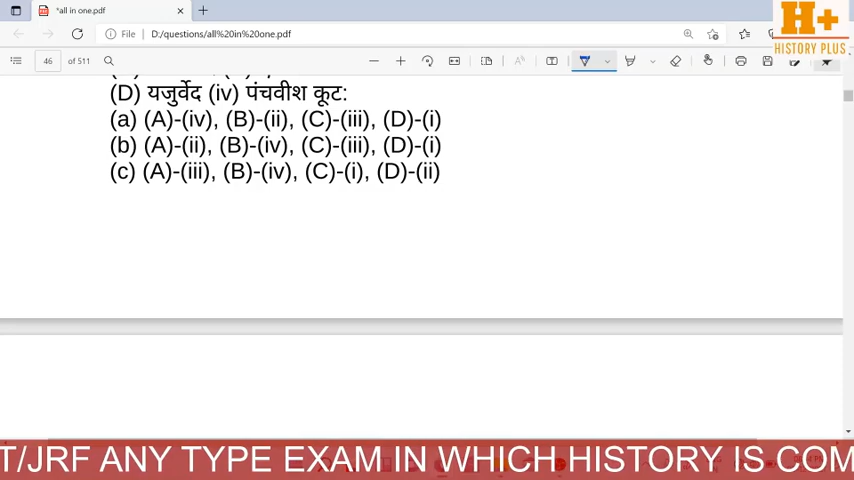 *all in one.pdf
H+
HISTORY PLUS
File
D:/questions/all%20in%20one.pdf
46 of 511
(D) यजुर्वेद (iv) पंचवीश कूट:
(a) (A)-(iv), (B)-(ii), (C)-(iii), (D)-(i)
(b) (A)-(ii), (B)-(iv), (C)-(iii), (D)-(i)
(c) (A)-(iii), (B)-(iv), (C)-(i), (D)-(ii)
T/JRF ANY TYPE EXAM IN WHICH HISTORY IS COM